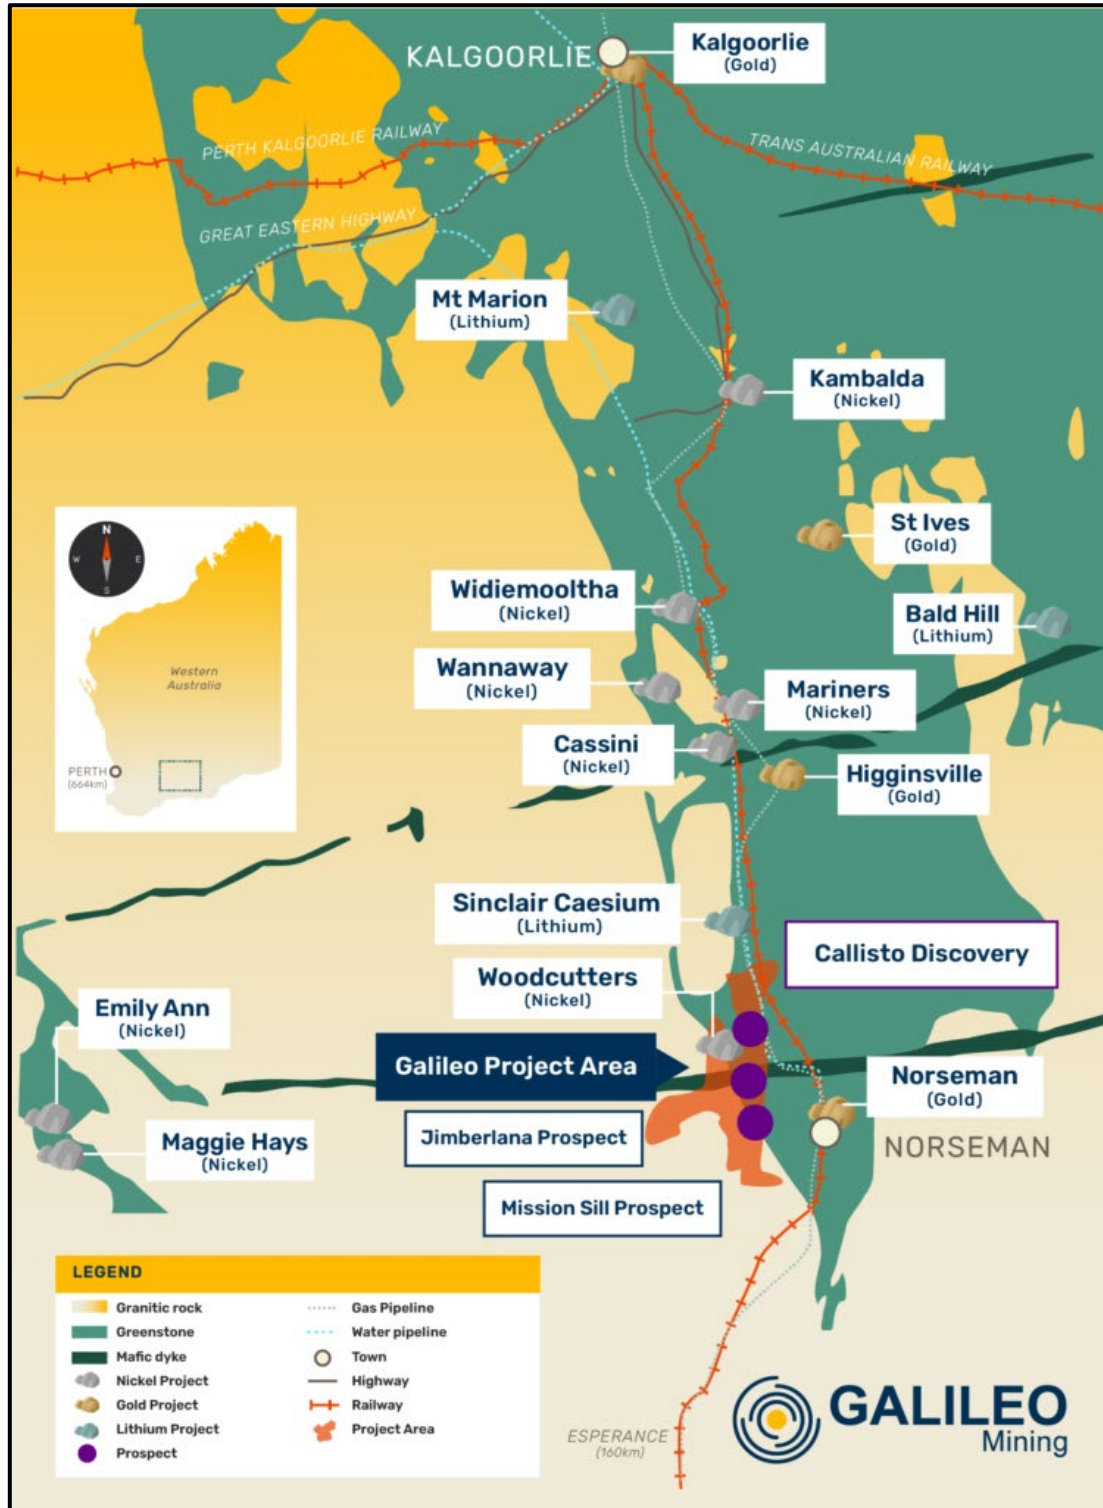 KALGOORLIE
Kalgoorlie
(Gold)
PERTH KALGOORLIE RAILWAY
TRANS AUSTRALIAN RAILWAY
GREAT EASTERN HIGHWAY
Mt Marion
(Lithium)
Kambalda
(Nickel)
St Ives
(Gold)
N
W
E
S
Widiemooltha
(Nickel)
Bald Hill
(Lithium)
Western
Australia
Wannaway
(Nickel)
Mariners
(Nickel)
Cassini
(Nickel)
PERTH
(664km)
Higginsville
(Gold)
Sinclair Caesium
(Lithium)
Callisto Discovery
Woodcutters
(Nickel)
Emily Ann
(Nickel)
Galileo Project Area
Norseman
(Gold)
Jimberlana Prospect
Maggie Hays
(Nickel)
NORSEMAN
Mission Sill Prospect
LEGEND
Granitic rock
Greenstone
Mafic dyke
Nickel Project
Gold Project
Lithium Project
Prospect
Gas Pipeline
Water pipeline
Town
Highway
Railway
Project Area
ESPERANCE
(160km)
GALILEO
Mining